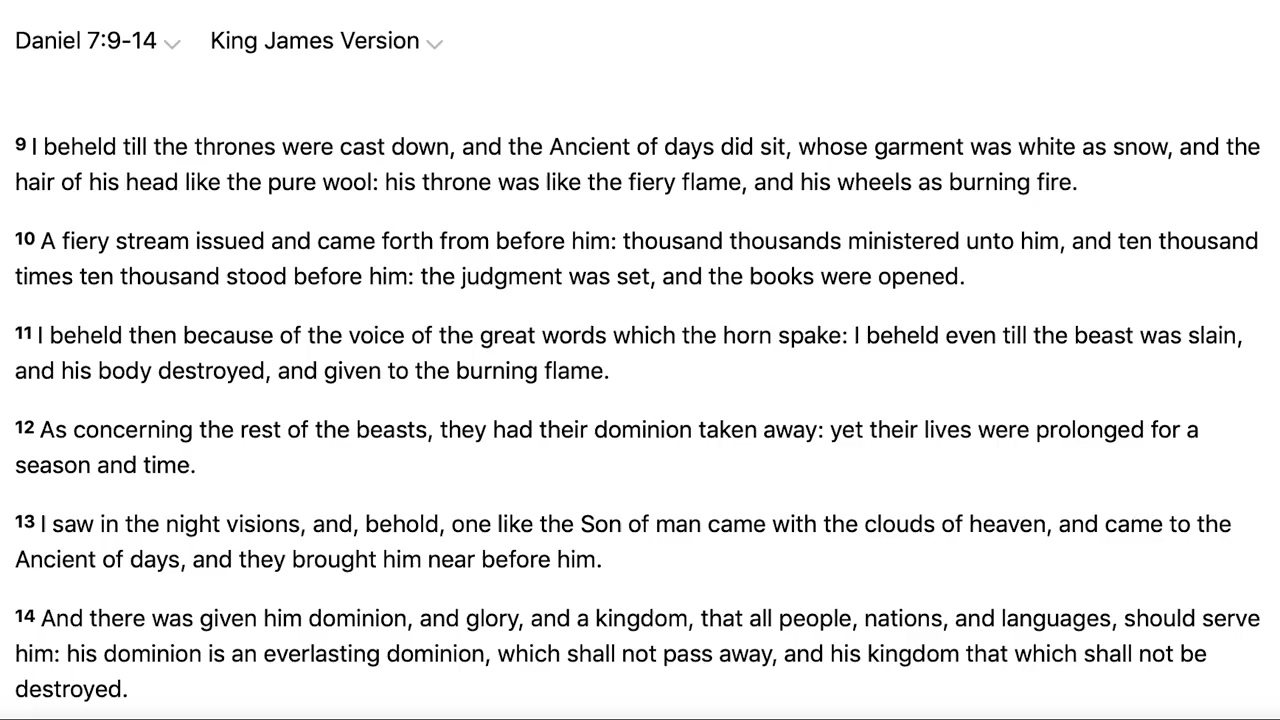 Daniel 7:9-14 King James Version
9 I beheld till the thrones were cast down, and the Ancient of days did sit, whose garment was white as snow, and the
hair of his head like the pure wool: his throne was like the fiery flame, and his wheels as burning fire.
10 A fiery stream issued and came forth from before him: thousand thousands ministered unto him, and ten thousand
times ten thousand stood before him: the judgment was set, and the books were opened.
11 I beheld then because of the voice of the great words which the horn spake: I beheld even till the beast was slain,
and his body destroyed, and given to the burning flame.
12 As concerning the rest of the beasts, they had their dominion taken away: yet their lives were prolonged for a
season and time.
13 I saw in the night visions, and, behold, one like the Son of man came with the clouds of heaven, and came to the
Ancient of days, and they brought him near before him.
14 And there was given him dominion, and glory, and a kingdom, that all people, nations, and languages, should serve
him: his dominion is an everlasting dominion, which shall not pass away, and his kingdom that which shall not be
destroyed.